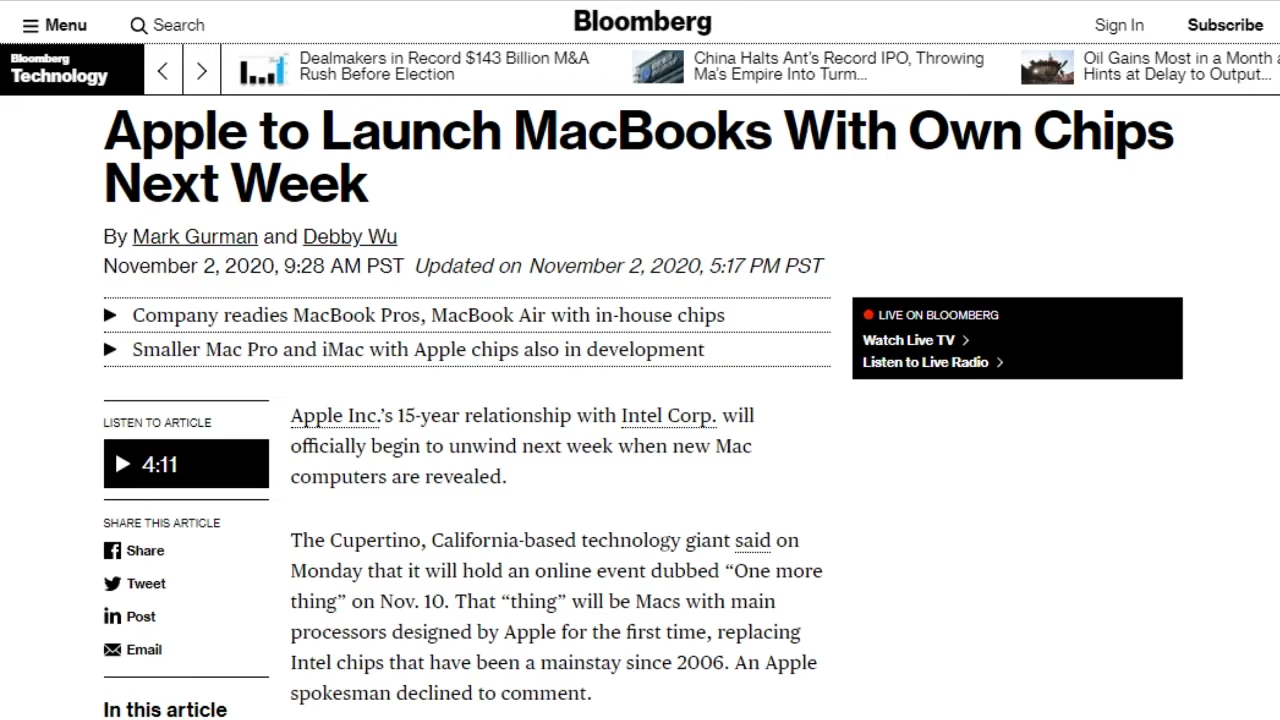 Menu
Search
Bloomberg
Sign In
Subscribe
Bloomberg
Technology
Dealmakers in Record $143 Billion M&A
Rush Before Election
China Halts Ant's Record IPO, Throwing
Ma's Empire Into Turm...
Oil Gains Most in a Month a
Hints at Delay to Output...
Apple to Launch MacBooks With Own Chips
Next Week
By Mark Gurman and Debby Wu
November 2, 2020, 9:28 AM PST Updated on November 2, 2020, 5:17 PM PST
Company readies MacBook Pros, MacBook Air with in-house chips
Smaller Mac Pro and iMac with Apple chips also in development
LIVE ON BLOOMBERG
Watch Live TV
Listen to Live Radio
LISTEN TO ARTICLE
4:11
SHARE THIS ARTICLE
Share
Tweet
Post
Email
In this article
Apple Inc.'s 15-year relationship with Intel Corp. will
officially begin to unwind next week when new Mac
computers are revealed.
The Cupertino, California-based technology giant said on
Monday that it will hold an online event dubbed “One more
thing” on Nov. 10. That “thing” will be Macs with main
processors designed by Apple for the first time, replacing
Intel chips that have been a mainstay since 2006. An Apple
spokesman declined to comment.